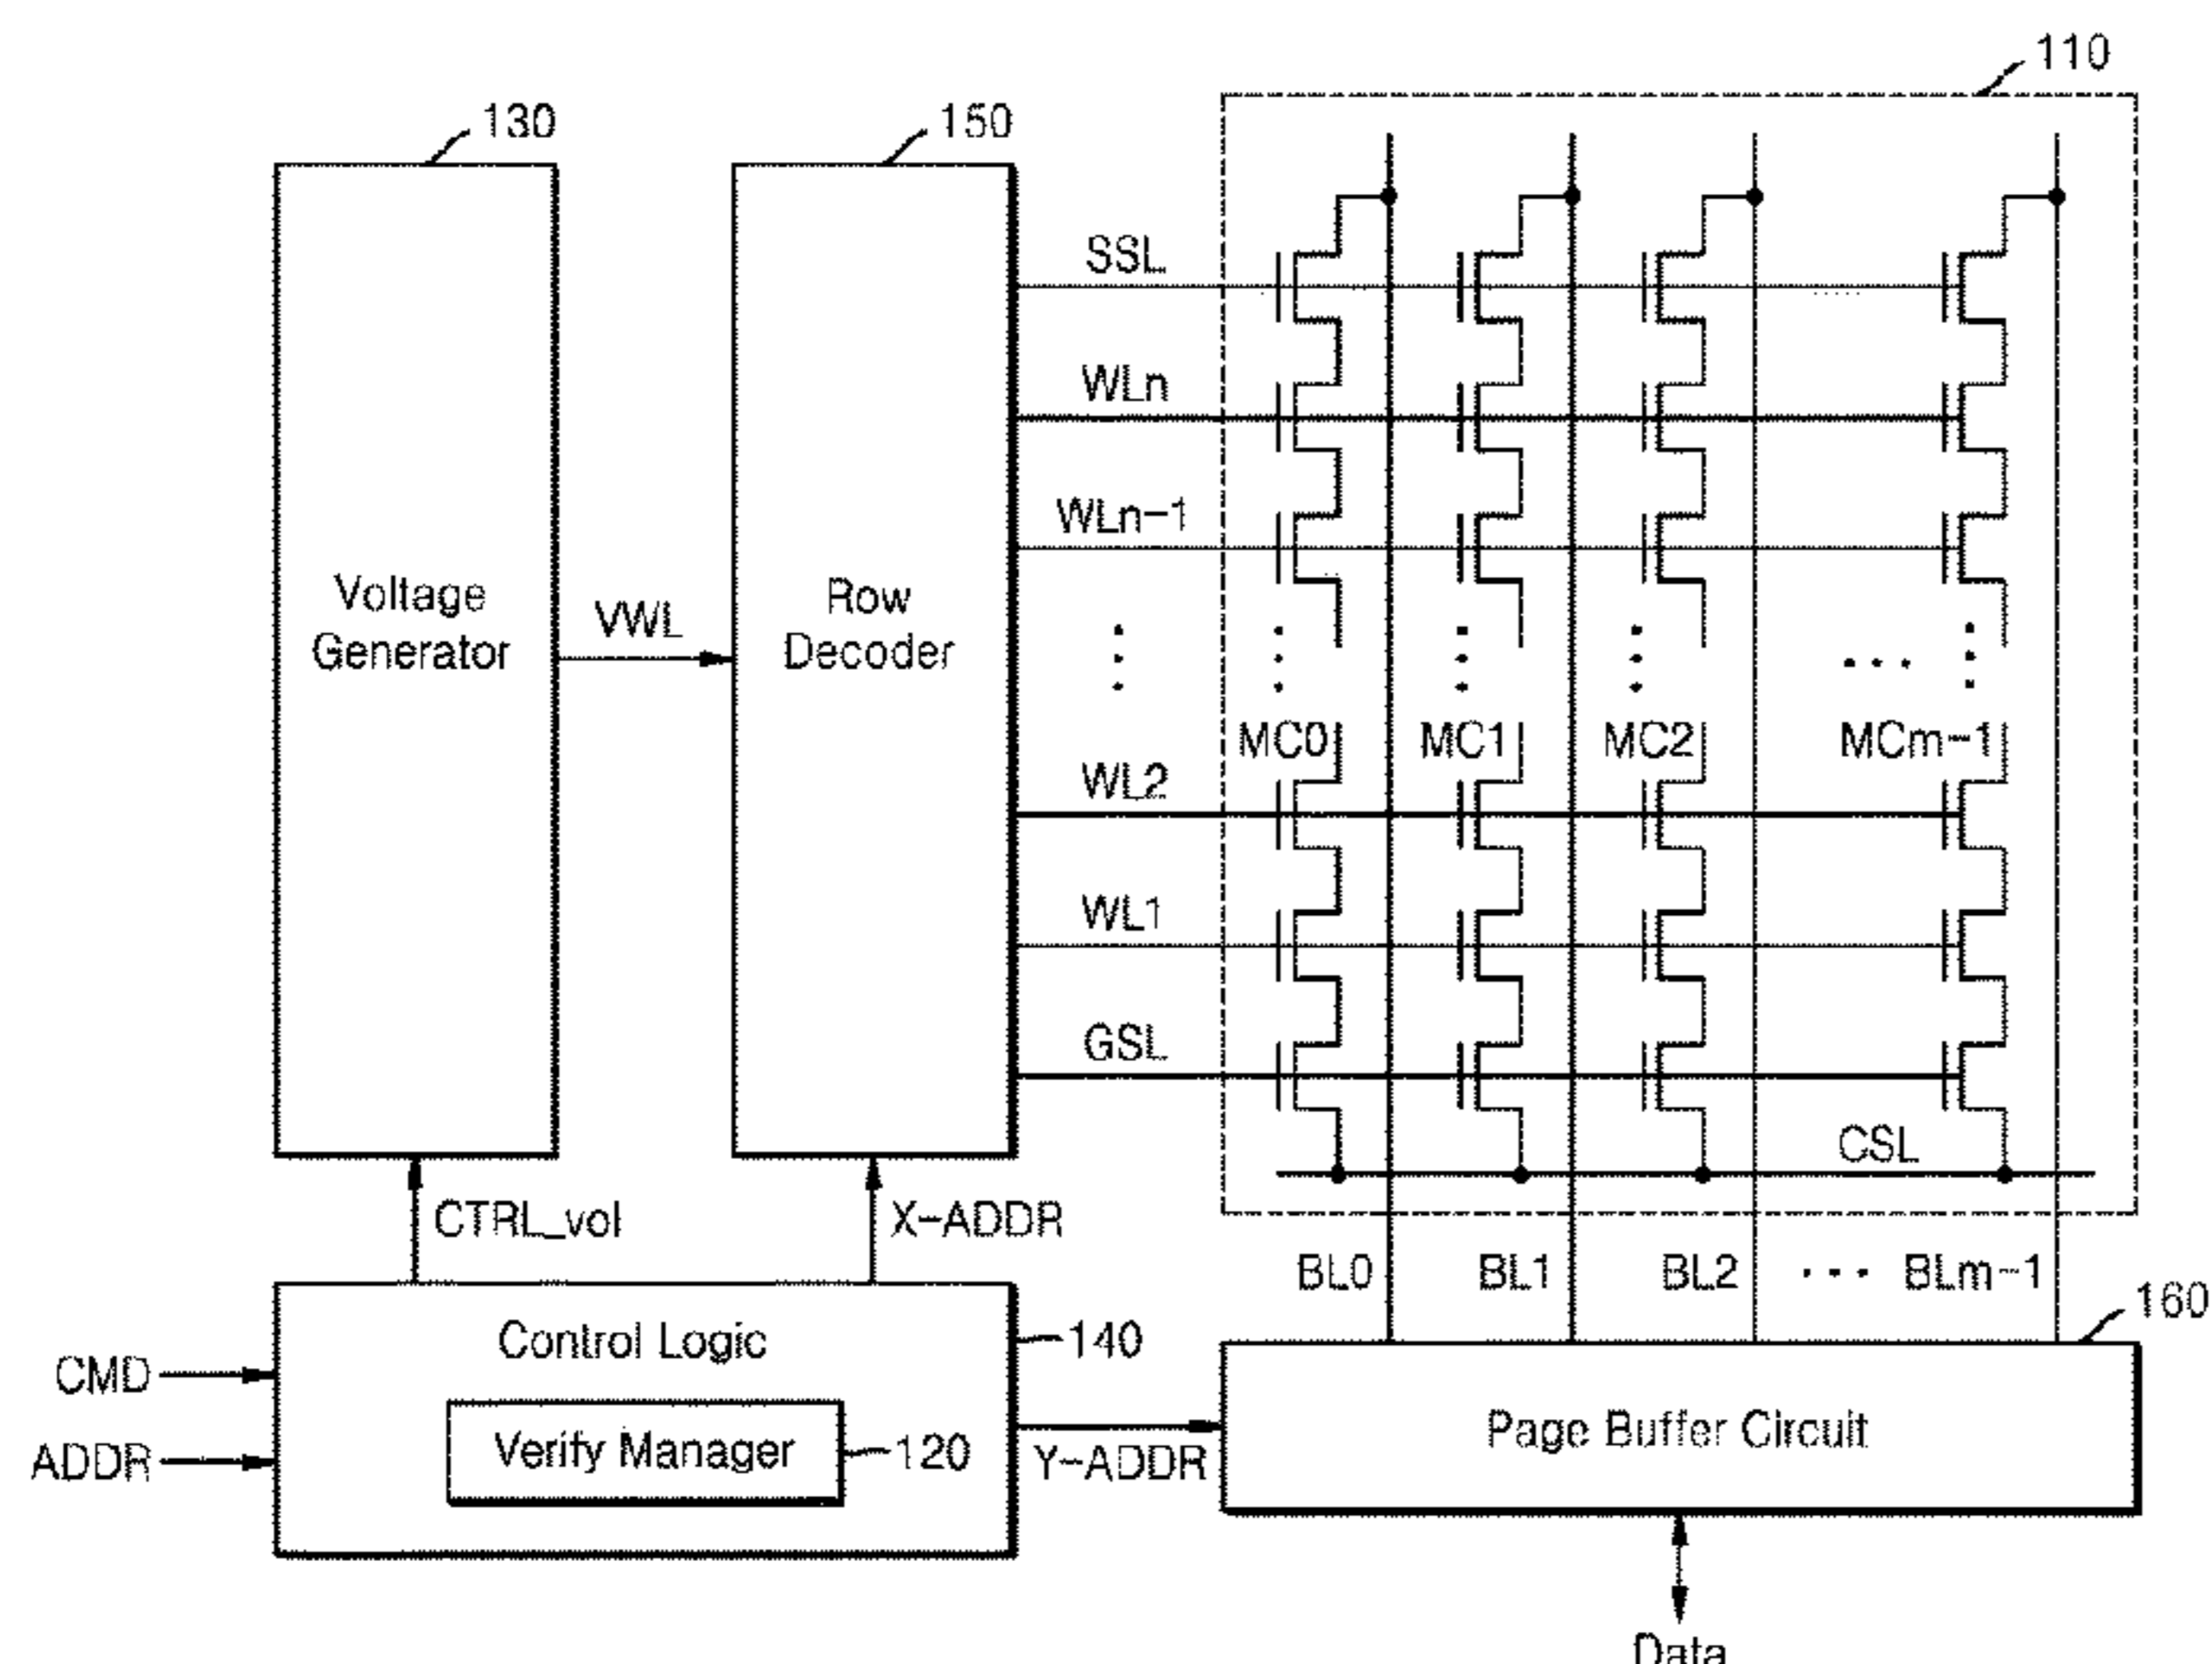 110
130
150
SSL
WLn
WLn-1
Voltage
Generator
VWL
Row
Decoder
MC0
MC1
MC2
MCm-1
WL2
WL1
GSL
CSL
CTRL_vol
X-ADDR
BL0
BL1
BL2
... BLm-1
160
Control Logic
140
CMD
Verify Manager
120
ADDR
Y-ADDR
Page Buffer Circuit
Data